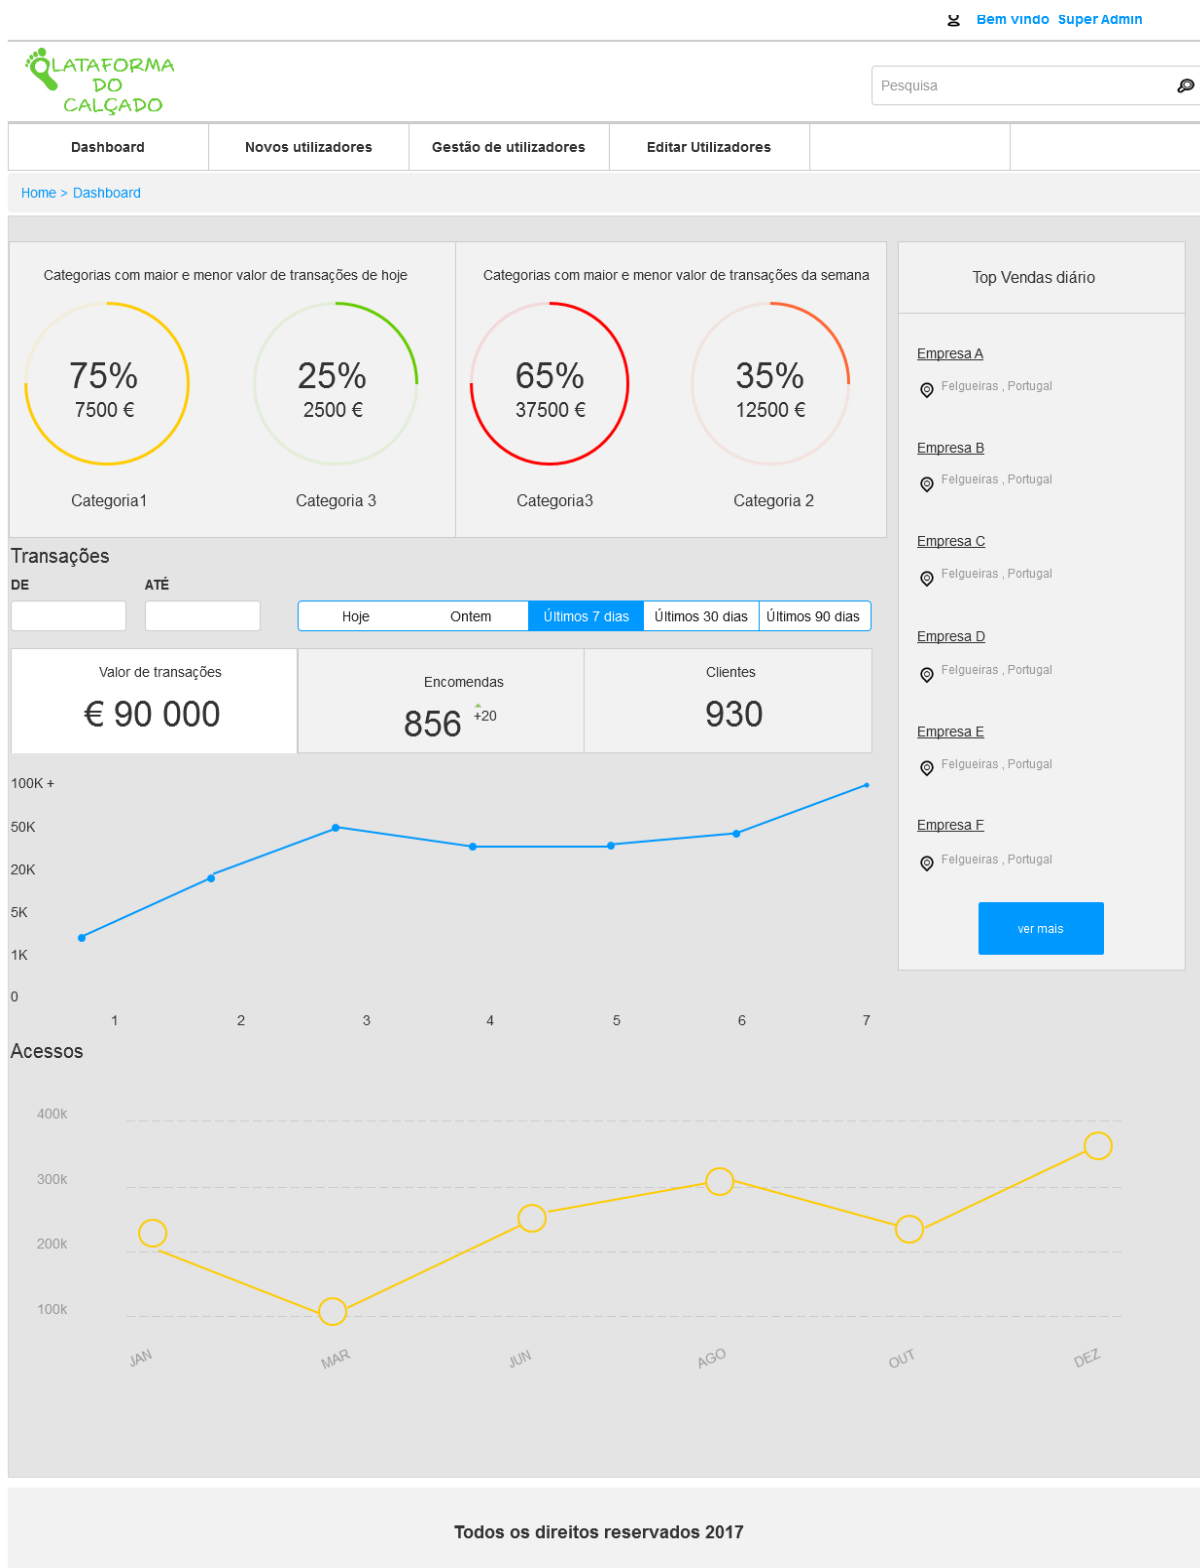 Bem vindo Super Admin
LATAFORMA
DO
CALÇADO
Pesquisa
Dashboard
Novos utilizadores
Gestão de utilizadores
Editar Utilizadores
Home > Dashboard
Categorias com maior e menor valor de transações de hoje
75%
7500 €
Categoria1
25%
2500 €
Categoria 3
Categorias com maior e menor valor de transações da semana
65%
37500 €
Categoria3
35%
12500 €
Categoria 2
Top Vendas diário
Empresa A
Felgueiras , Portugal
Empresa B
Felgueiras , Portugal
Empresa C
Felgueiras , Portugal
Empresa D
Felgueiras , Portugal
Empresa E
Felgueiras , Portugal
Empresa F
Felgueiras , Portugal
ver mais
Transações
DE
ATÉ
Hoje
Ontem
Últimos 7 dias
Últimos 30 dias
Últimos 90 dias
Valor de transações
€ 90 000
Encomendas
856 +20
Clientes
930
100K +
50K
20K
5K
1K
0
1 2 3 4 5 6 7
Acessos
400k
300k
200k
100k
JAN MAR JUN AGO OUT DEZ
Todos os direitos reservados 2017